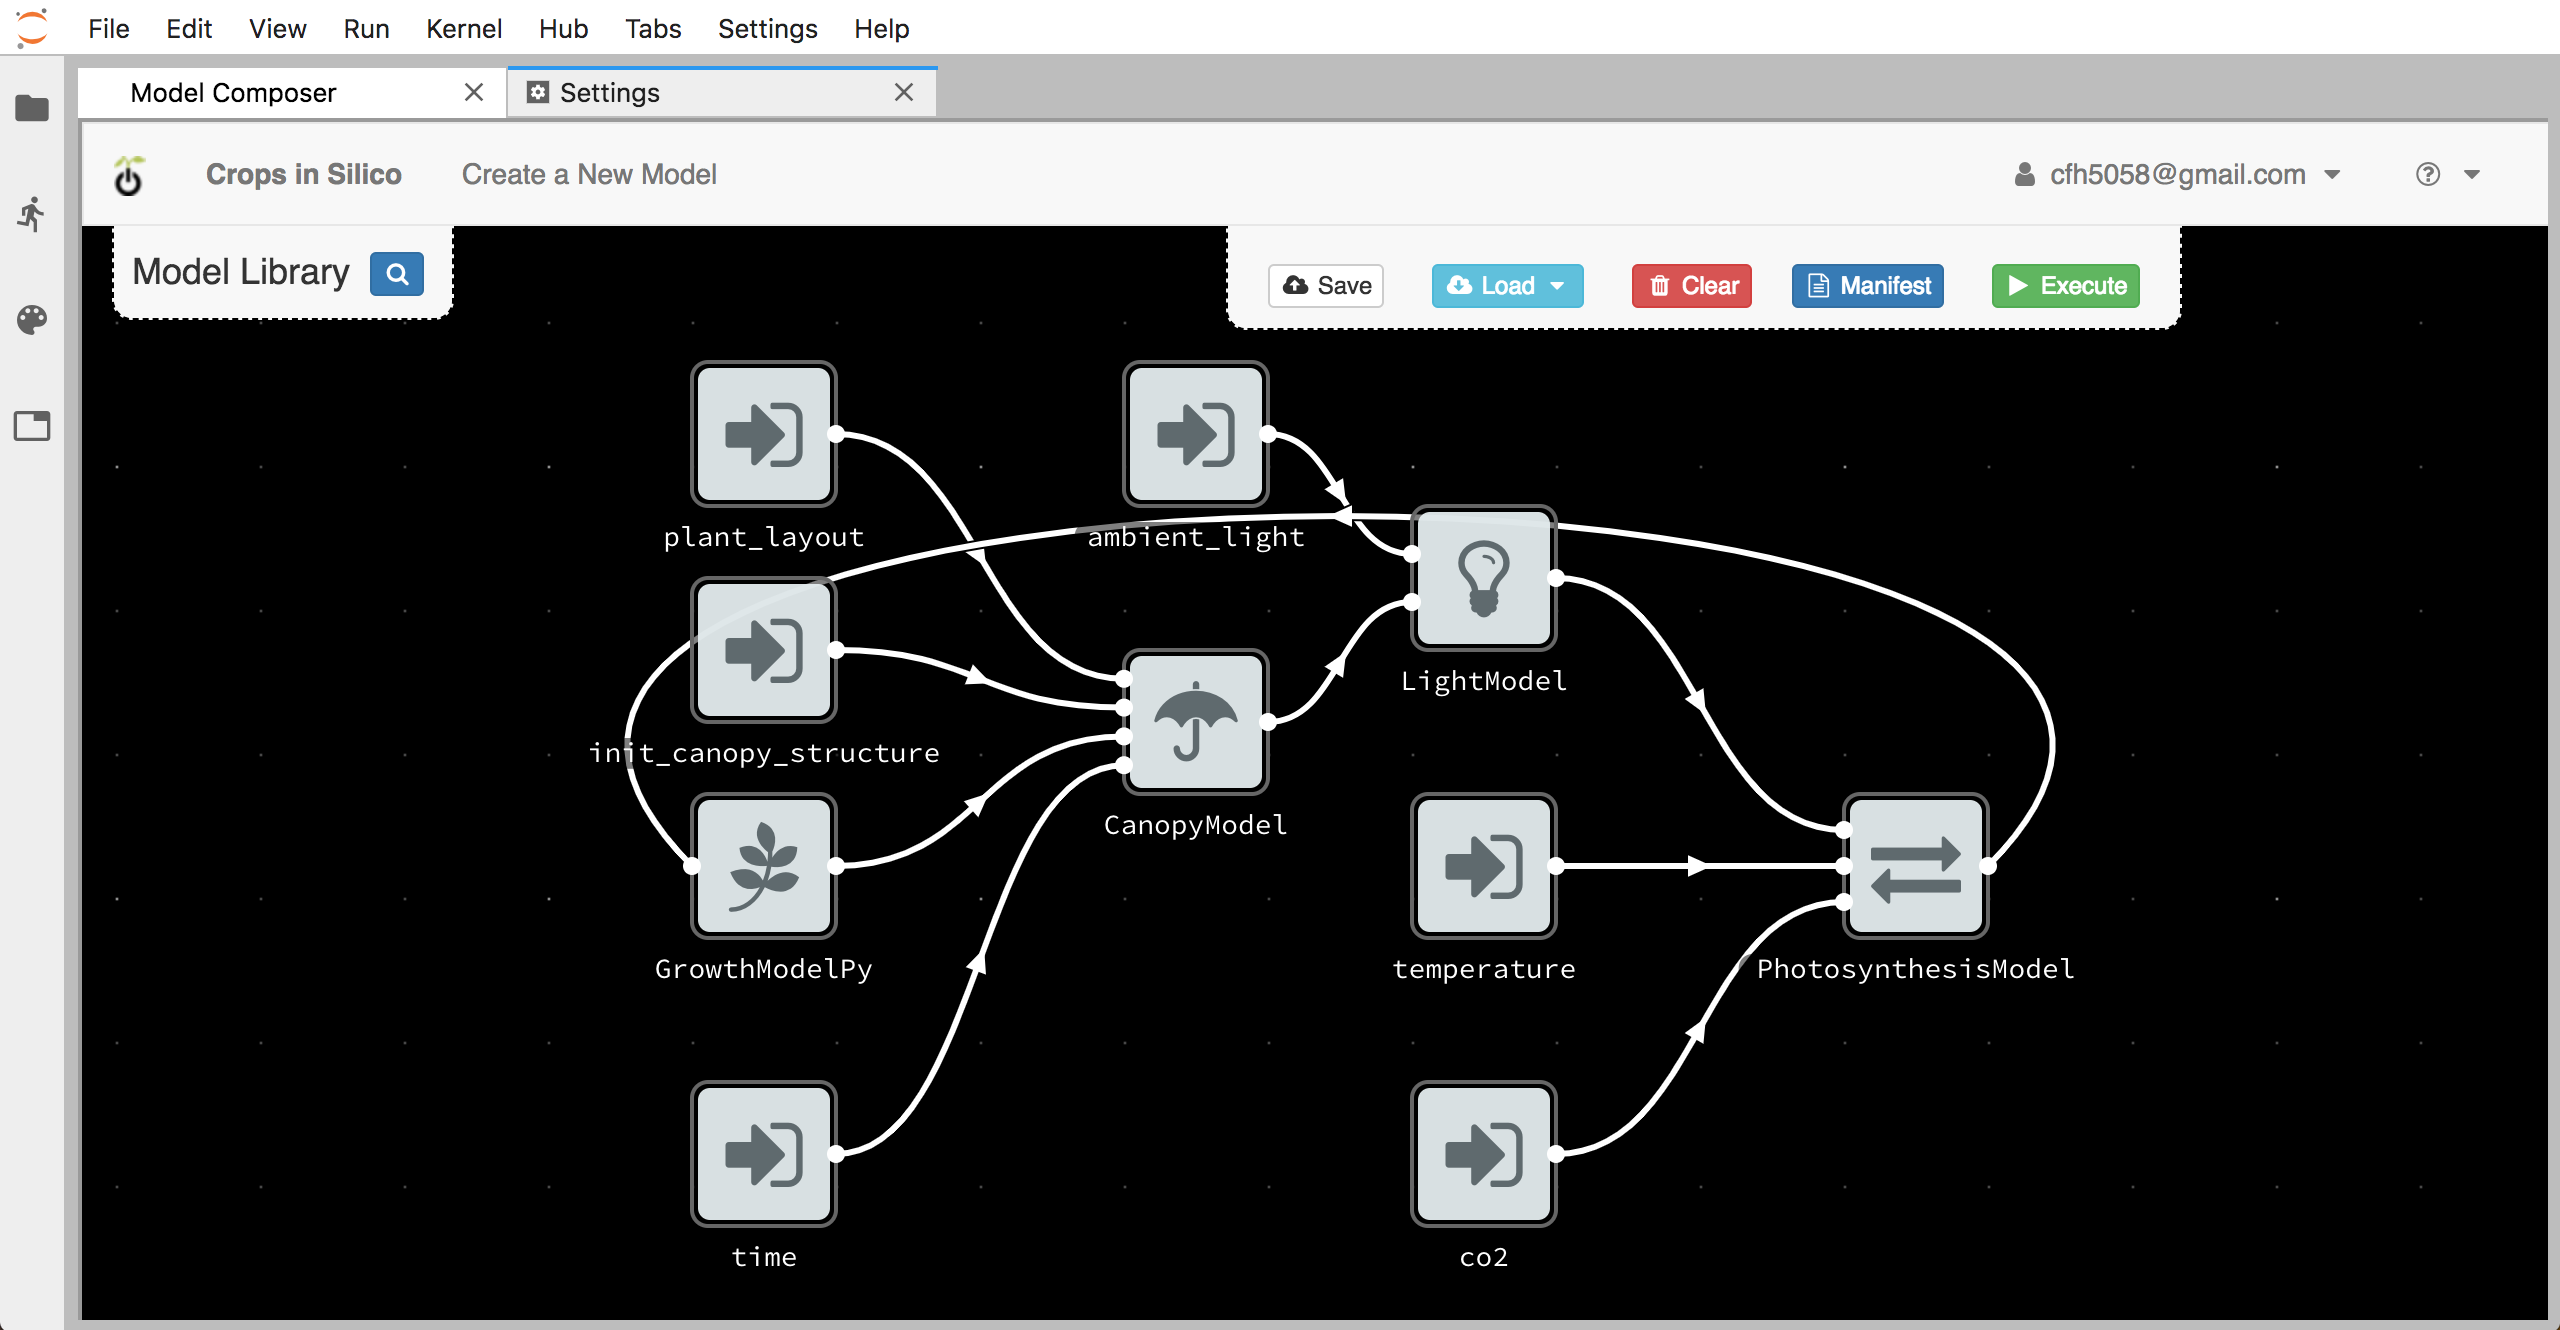 File Edit View Run Kernel Hub Tabs Settings Help
Model Composer Settings
Crops in Silico Create a New Model cfh5058@gmail.com
Model Library Save Load Clear Manifest Execute
plant_layout ambient_light
LightModel
init_canopy_structure
CanopyModel
GrowthModelPy temperature PhotosynthesisModel
time co2